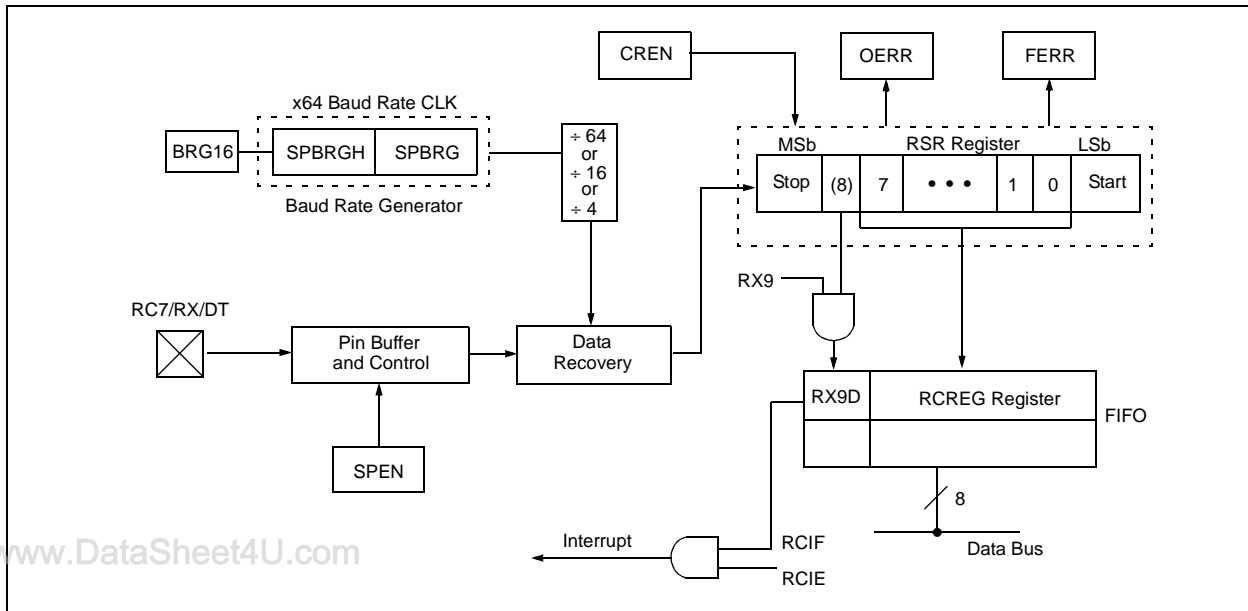 CREN
OERR
FERR
x64 Baud Rate CLK
BRG16
SPBRGH
SPBRG
Baud Rate Generator
÷ 64
or
÷ 16
or
÷ 4
MSb
RSR Register
LSb
Stop
(8)
7
• • •
1
0
Start
RX9
RC7/RX/DT
Pin Buffer
and Control
Data
Recovery
SPEN
RX9D
RCREG Register
FIFO
8
Data Bus
Interrupt
RCIF
RCIE
www.DataSheet4U.com